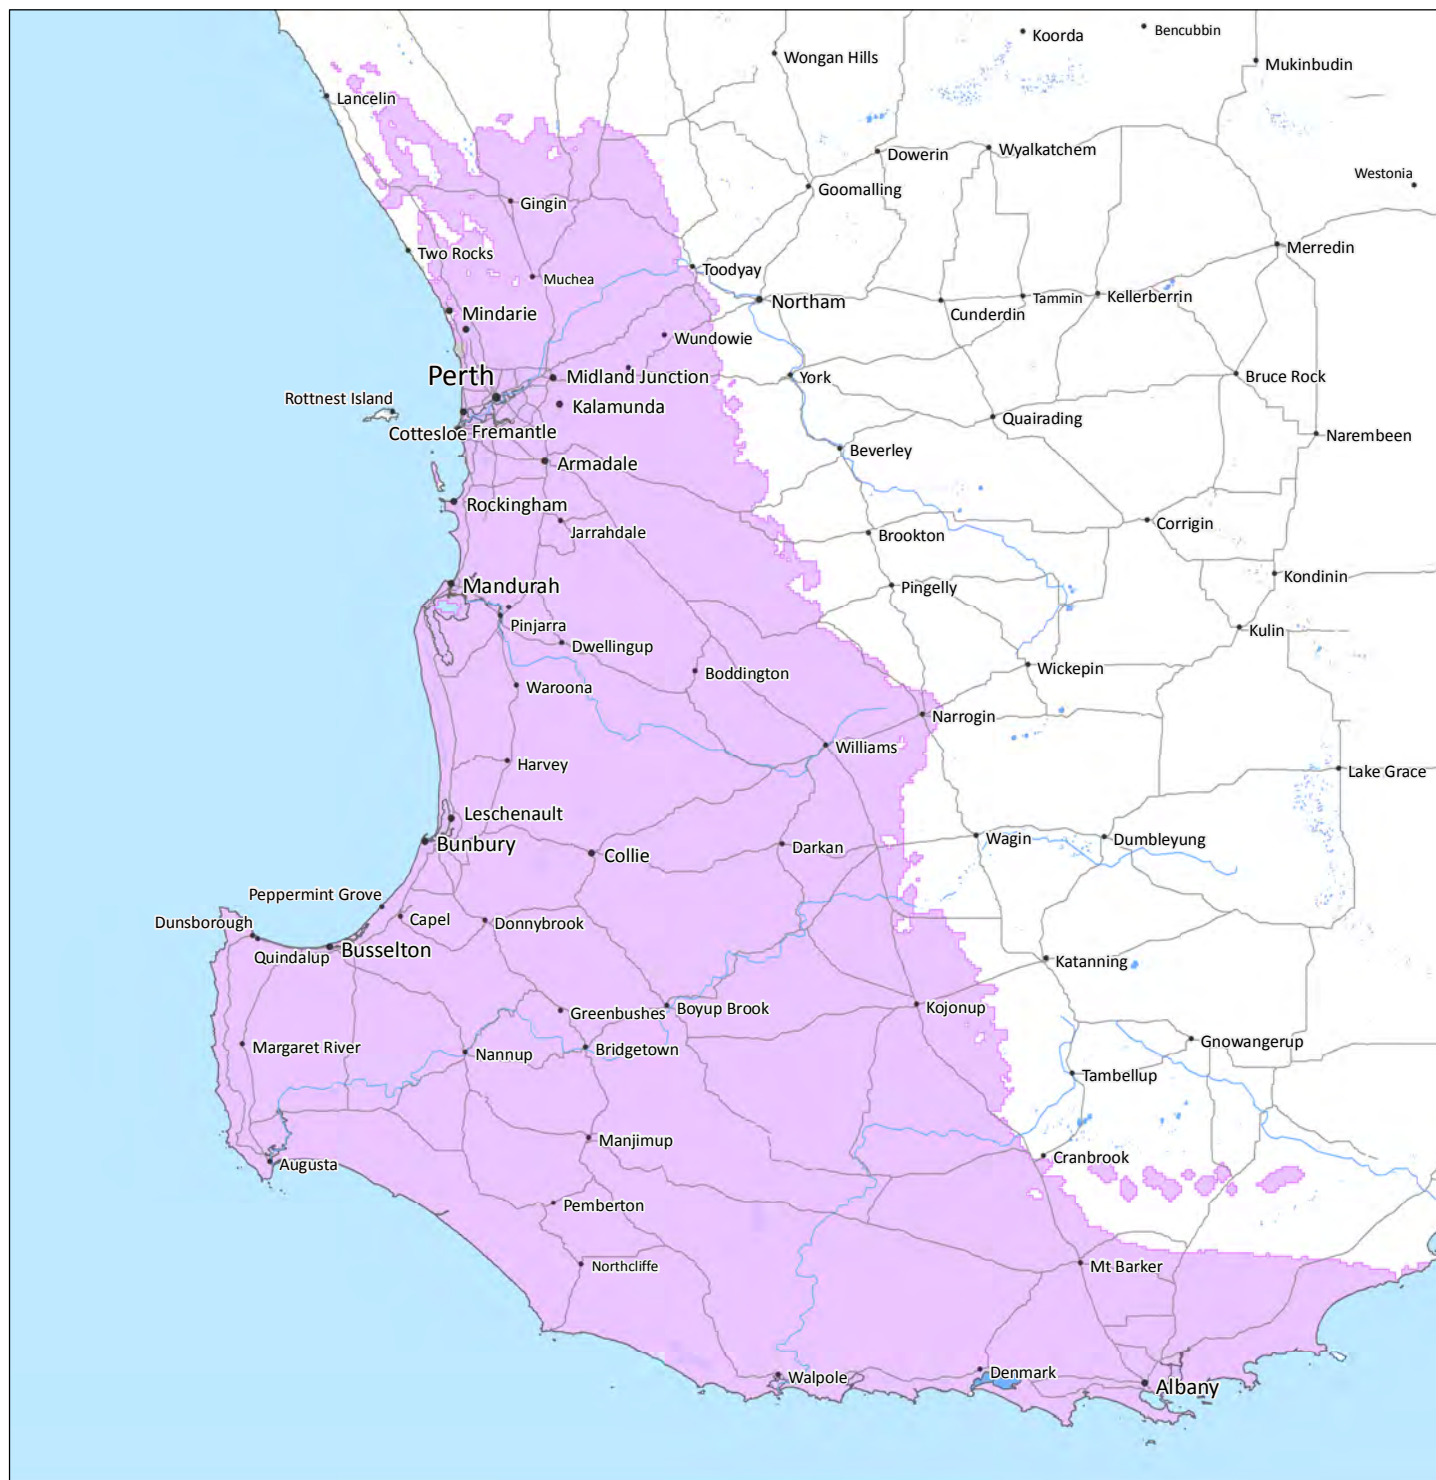 Koorda
Bencubbin
Wongan Hills
Mukinbudin
Lancelin
Dowerin
Wyalkatchem
Westonia
Goomalling
Gingin
Merredin
Two Rocks
Toodyay
Muchea
Northam
Tammin
Kellerberrin
Mindarie
Cunderdin
Wundowie
Perth
Midland Junction
York
Bruce Rock
Rottnest Island
Kalamunda
Quairading
Cottesloe
Fremantle
Narembeen
Beverley
Armadale
Rockingham
Jarrahdale
Corrigin
Brookton
Kondinin
Mandurah
Pingelly
Pinjarra
Kulin
Dwellingup
Boddington
Wickepin
Waroona
Narrogin
Williams
Harvey
Lake Grace
Leschenault
Bunbury
Wagin
Dumbleyung
Collie
Darkan
Peppermint Grove
Dunsborough
Capel
Donnybrook
Quindalup
Busselton
Katanning
Greenbushes
Boyup Brook
Kojonup
Margaret River
Nannup
Bridgetown
Gnowangerup
Tambellup
Manjimup
Augusta
Cranbrook
Pemberton
Northcliffe
Mt Barker
Walpole
Denmark
Albany